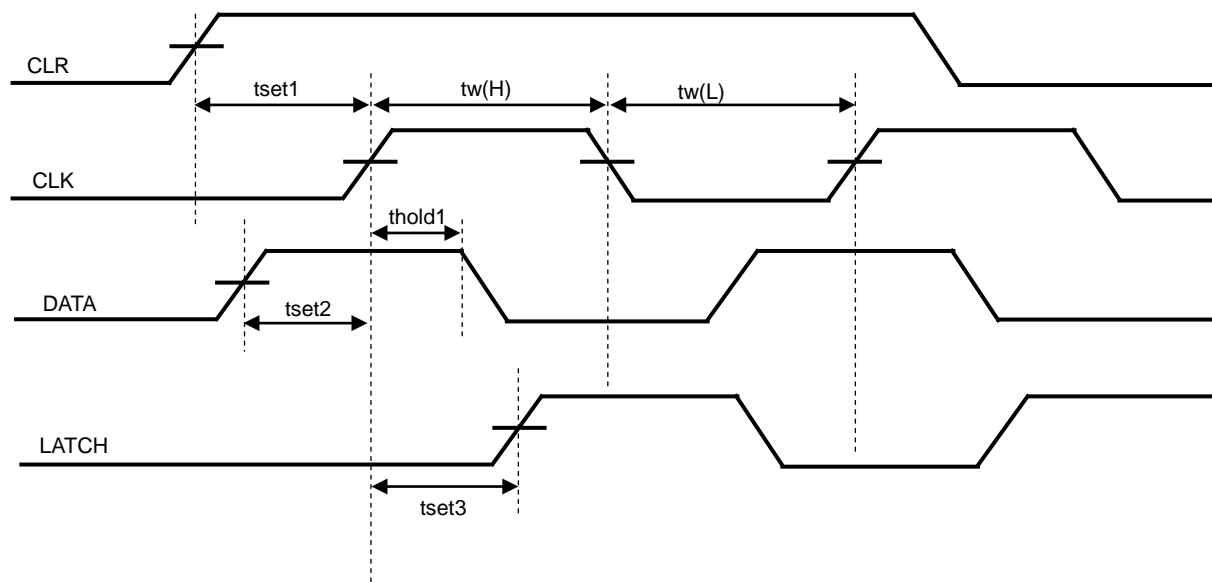 CLR
tset1
tw(H)
tw(L)
CLK
thold1
DATA
tset2
LATCH
tset3